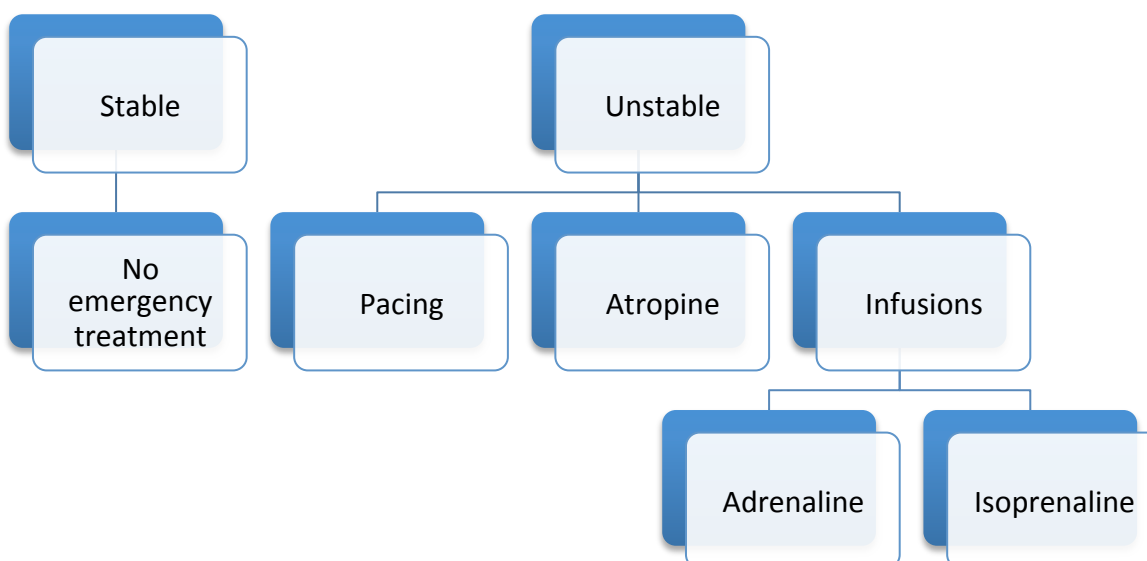 Stable
Unstable
No
emergency
treatment
Pacing
Atropine
Infusions
Adrenaline
Isoprenaline